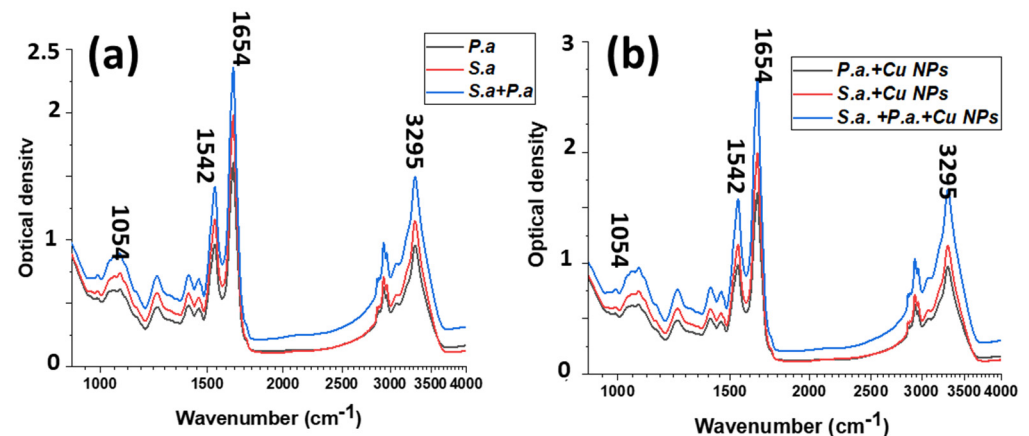 (a)
P.a
S.a
S.a+P.a
1054
1542
1654
3295
2.5
2
1
0
Optical density
1000
1500
2000
2500
3000
3500
4000
Wavenumber (cm⁻¹)
(b)
P.a.+Cu NPs
S.a.+Cu NPs
S.a. +P.a.+Cu NPs
1054
1542
1654
3295
3
2
1
0
Optical density
1000
1500
2000
2500
3000
3500
4000
Wavenumber (cm⁻¹)